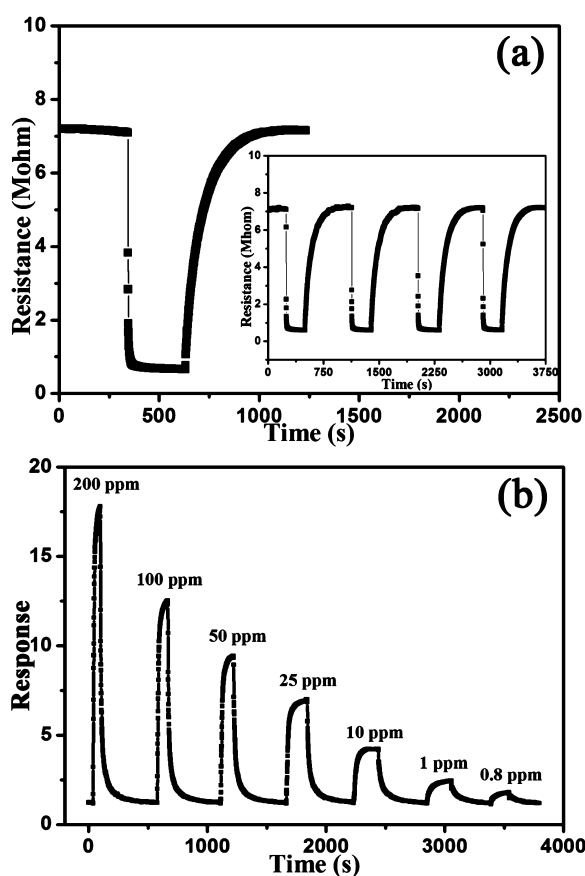 (a)
10
8
6
4
2
0
Resistance (Mohm)
0 500 1000 1500 2000 2500
Time (s)
10
8
6
4
2
0
Resistance (Mhom)
0 750 1500 2250 3000 3750
Time (s)
(b)
20
15
10
5
0
Response
200 ppm
100 ppm
50 ppm
25 ppm
10 ppm
1 ppm
0.8 ppm
0 1000 2000 3000 4000
Time (s)